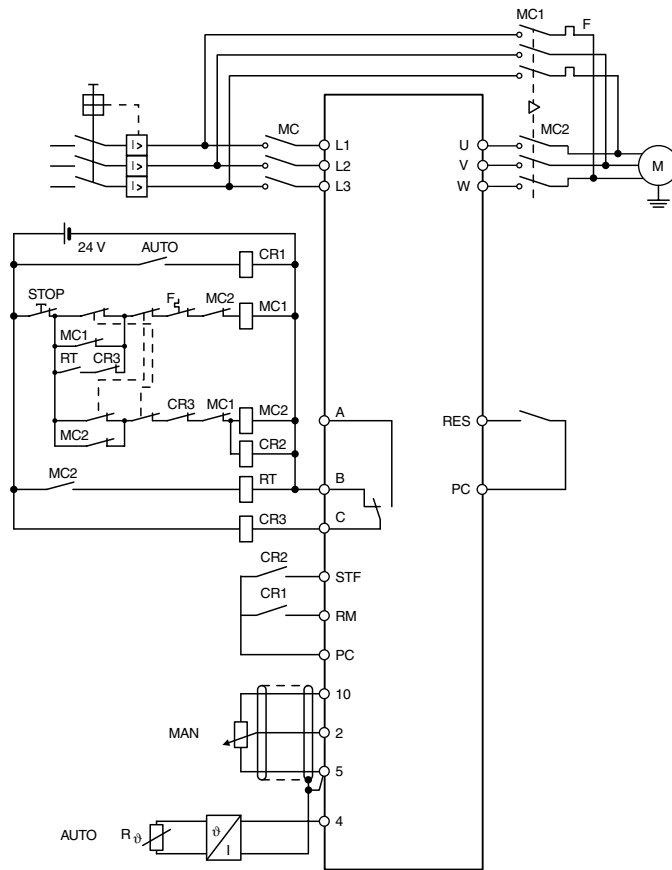 MC1
F
MC
MC2
I>
L1
U
I>
L2
V
M
I>
L3
W
24 V
AUTO
CR1
STOP
F
MC2
MC1
MC1
RT CR3
CR3 MC1
MC2
A
RES
MC2
CR2
MC2
RT
B
PC
CR3
C
CR2
STF
CR1
RM
PC
10
MAN
2
5
AUTO
R ϑ
ϑ
I
4